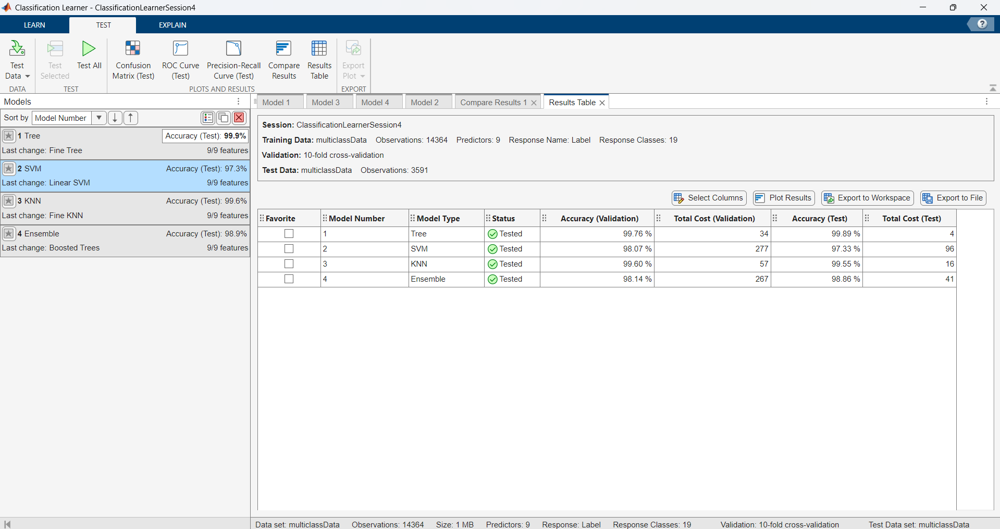 Classification Learner - ClassificationLearnerSession4
LEARN TEST EXPLAIN
?
Test Data
Test Selected
Test All
Confusion Matrix (Test)
ROC Curve (Test)
Precision-Recall Curve (Test)
Compare Results
Results Table
Export Plot
DATA TEST PLOTS AND RESULTS EXPORT
Models
Sort by Model Number
1 Tree Accuracy (Test): 99.9%
Last change: Fine Tree 9/9 features
2 SVM Accuracy (Test): 97.3%
Last change: Linear SVM 9/9 features
3 KNN Accuracy (Test): 99.6%
Last change: Fine KNN 9/9 features
4 Ensemble Accuracy (Test): 98.9%
Last change: Boosted Trees 9/9 features
Model 1 Model 3 Model 4 Model 2 Compare Results 1 Results Table
Session: ClassificationLearnerSession4
Training Data: multiclassData Observations: 14364 Predictors: 9 Response Name: Label Response Classes: 19
Validation: 10-fold cross-validation
Test Data: multiclassData Observations: 3591
Select Columns Plot Results Export to Workspace Export to File
Favorite Model Number Model Type Status Accuracy (Validation) Total Cost (Validation) Accuracy (Test) Total Cost (Test)
1 Tree Tested 99.76 % 34 99.89 % 4
2 SVM Tested 98.07 % 277 97.33 % 96
3 KNN Tested 99.60 % 57 99.55 % 16
4 Ensemble Tested 98.14 % 267 98.86 % 41
Data set: multiclassData Observations: 14364 Size: 1 MB Predictors: 9 Response: Label Response Classes: 19 Validation: 10-fold cross-validation Test Data set: multiclassData